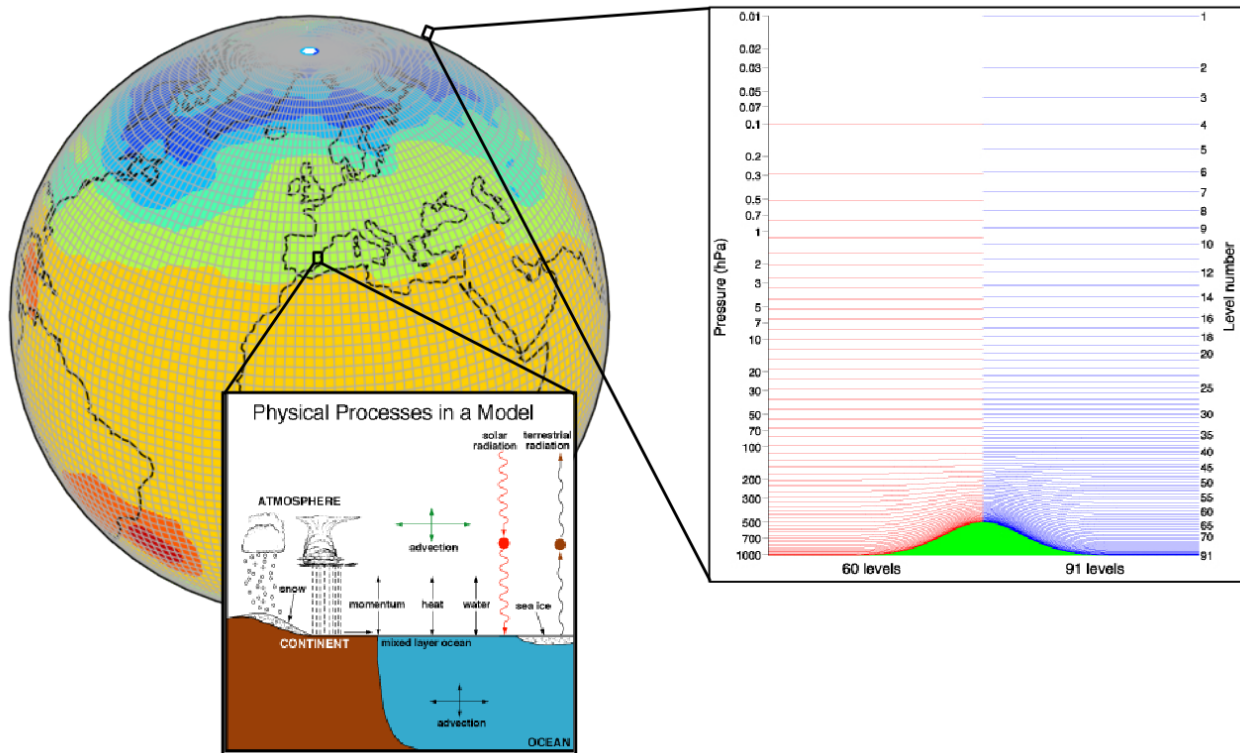 Physical Processes in a Model
solar
radiation
terrestrial
radiation
ATMOSPHERE
advection
snow
momentum
heat
water
sea ice
CONTINENT
mixed layer ocean
advection
OCEAN
Pressure (hPa)
0.01
0.02
0.03
0.05
0.07
0.1
0.2
0.3
0.5
0.7
1
2
3
5
7
10
20
30
50
70
100
200
300
500
700
1000
60 levels
91 levels
1
2
3
4
5
6
7
8
9
10
12
14
16
18
20
25
30
35
40
45
50
55
60
65
70
91
Level number